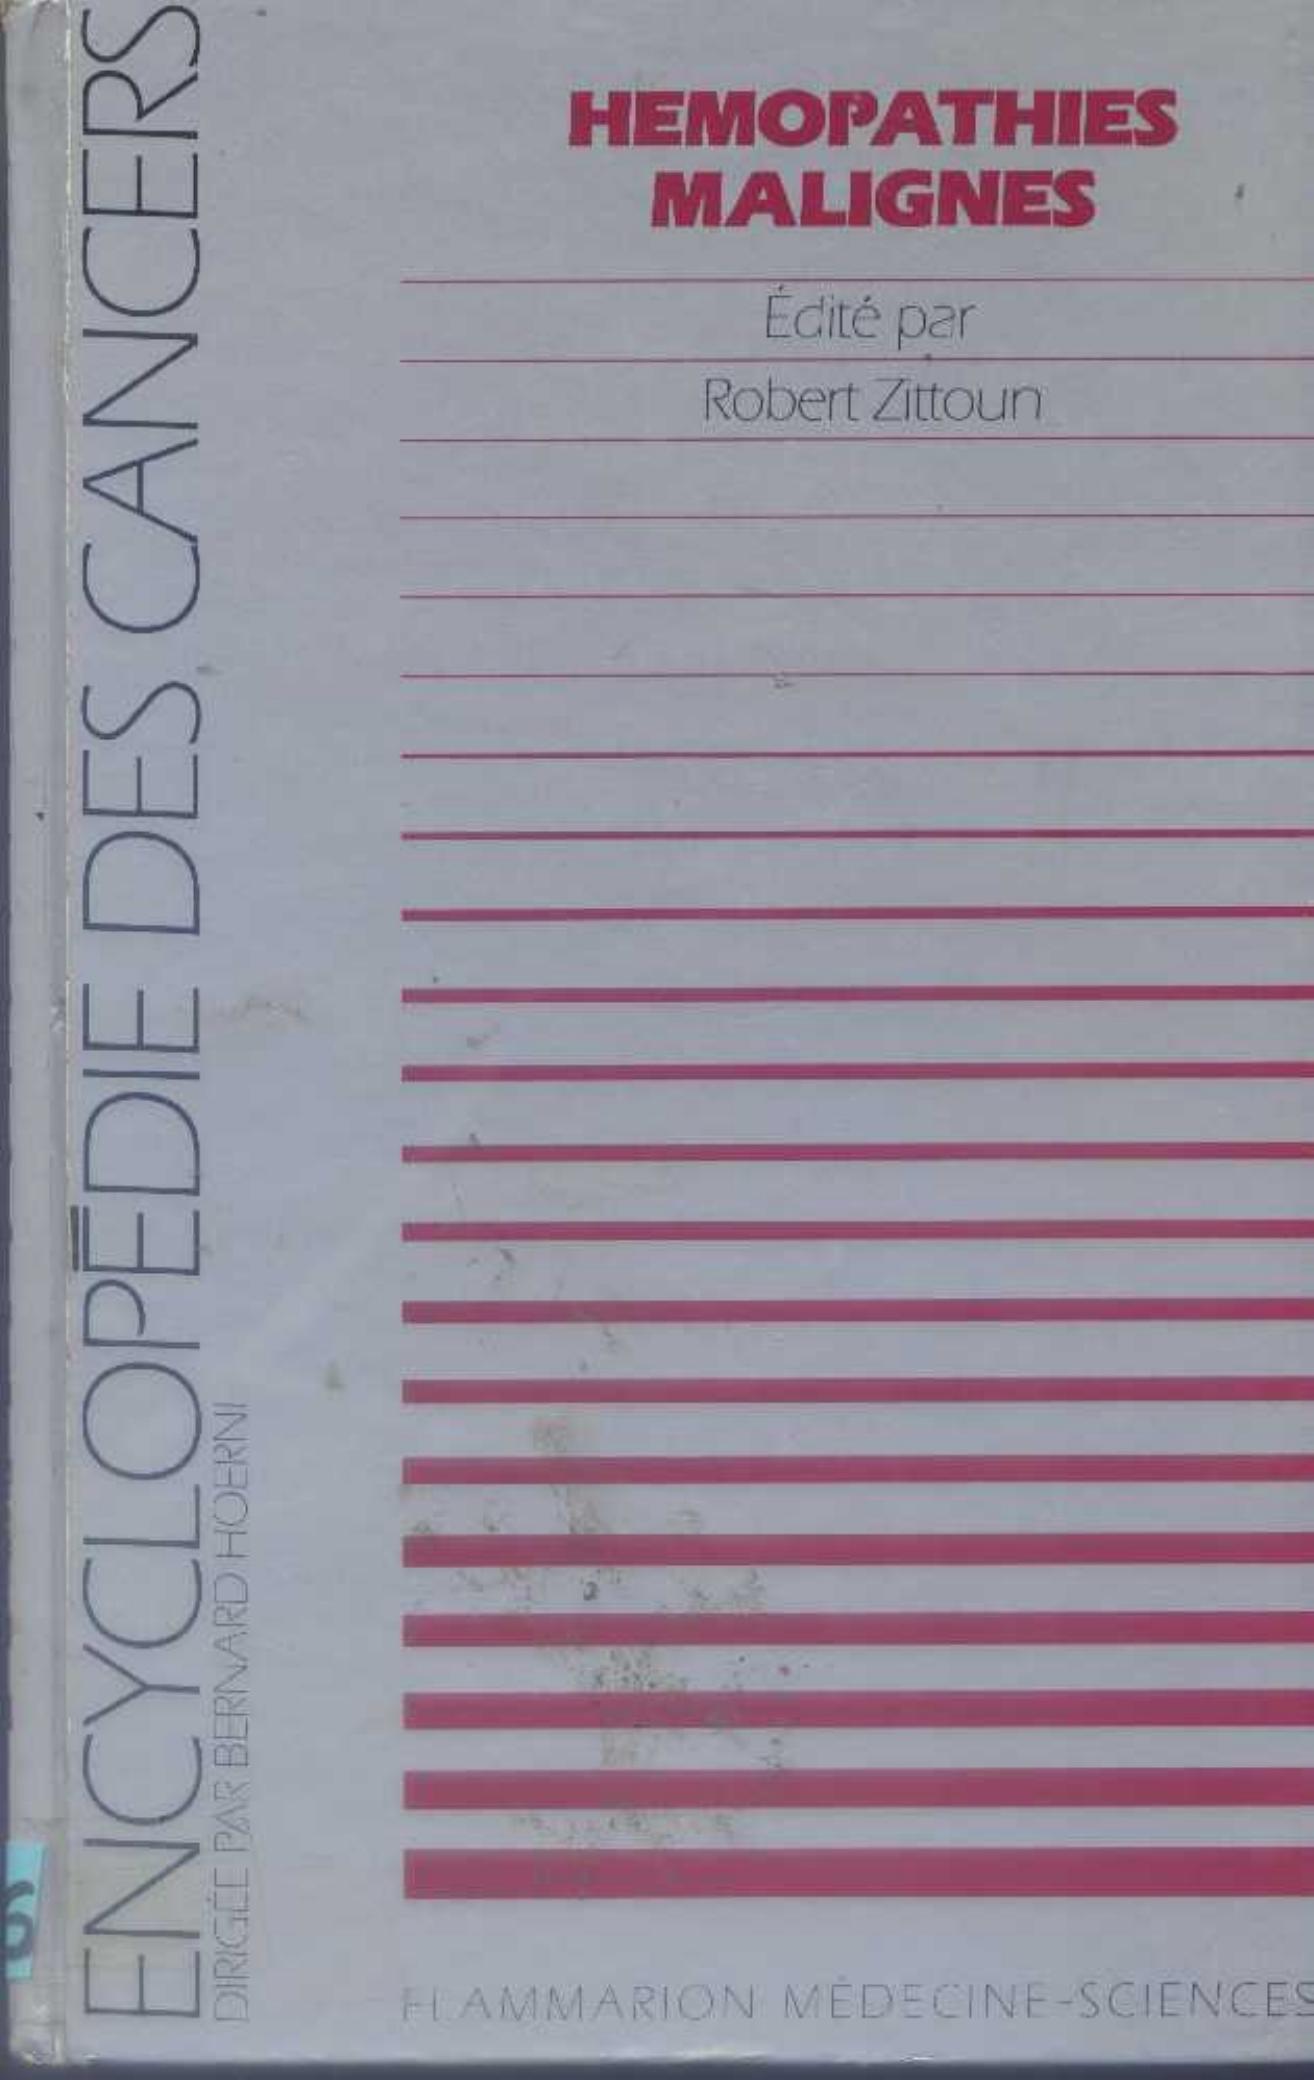 HEMOPATHIES
MALIGNES
Édité par
Robert Zittoun
ENCYCLOPÉDIE DES CANCERS
DIRIGÉE PAR BERNARD HOERNI
FLAMMARION MÉDECINE-SCIENCES